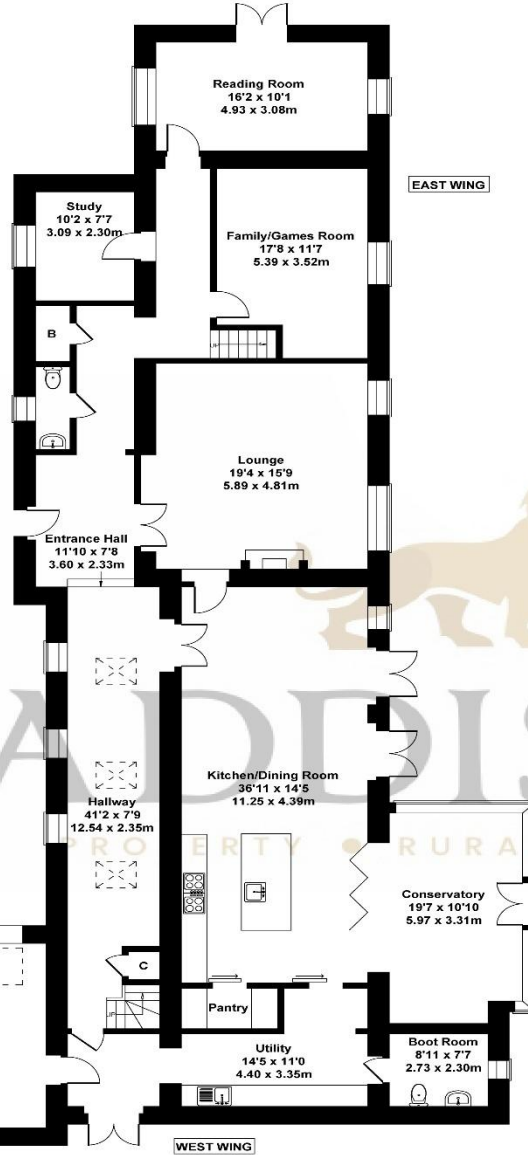 Reading Room
16'2 x 10'1
4.93 x 3.08m
EAST WING
Study
10'2 x 7'7
3.09 x 2.30m
Family/Games Room
17'8 x 11'7
5.39 x 3.52m
B
UP
Lounge
19'4 x 15'9
5.89 x 4.81m
Entrance Hall
11'10 x 7'8
3.60 x 2.33m
ADDIS
PROPERTY • RURA
Kitchen/Dining Room
36'11 x 14'5
11.25 x 4.39m
Hallway
41'2 x 7'9
12.54 x 2.35m
Conservatory
19'7 x 10'10
5.97 x 3.31m
C
UP
Pantry
Utility
14'5 x 11'0
4.40 x 3.35m
Boot Room
8'11 x 7'7
2.73 x 2.30m
WEST WING